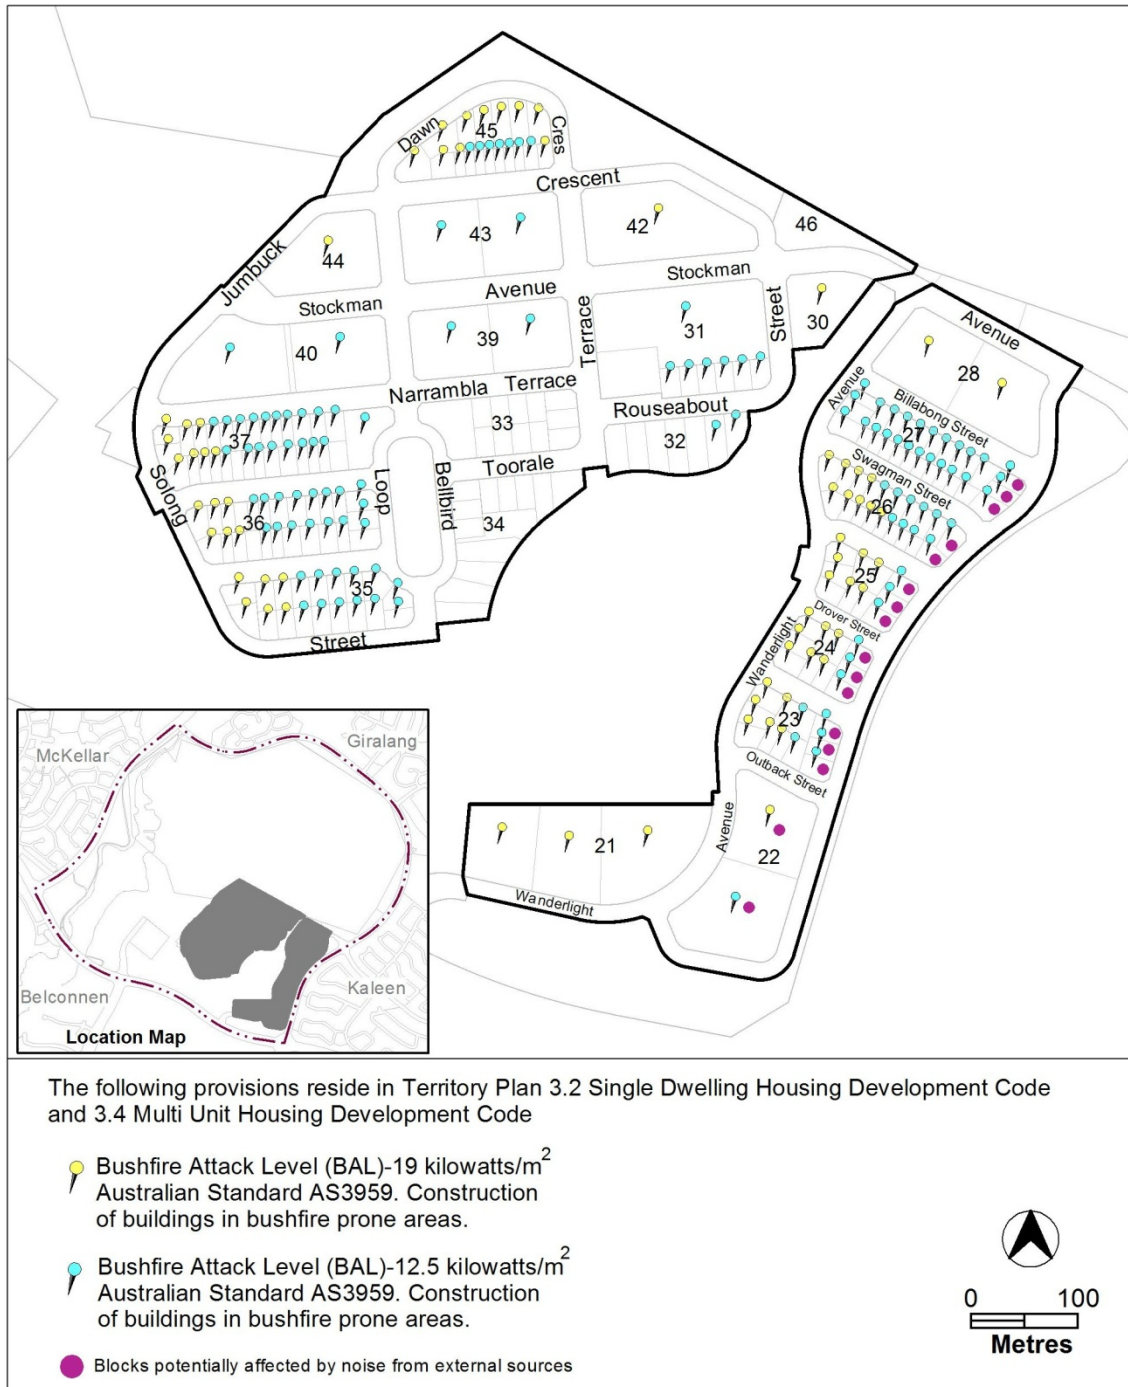 Dawn
45
Cres
Crescent
42
46
43
44
Jumbuck
Stockman
Avenue
Stockman
Terrace
31
Street
30
40
39
Narrambla Terrace
33
Rouseabout
32
37
Solong
Loop
Bellbird
Toorale
36
34
35
Street
Avenue
28
Avenue
Billabong Street
27
Swagman Street
26
25
Drover Street
24
Wanderlight
23
Outback Street
Avenue
22
21
Wanderlight
McKellar
Giralang
Belconnen
Kaleen
Location Map
The following provisions reside in Territory Plan 3.2 Single Dwelling Housing Development Code
and 3.4 Multi Unit Housing Development Code
Bushfire Attack Level (BAL)-19 kilowatts/m²
Australian Standard AS3959. Construction
of buildings in bushfire prone areas.
Bushfire Attack Level (BAL)-12.5 kilowatts/m²
Australian Standard AS3959. Construction
of buildings in bushfire prone areas.
Blocks potentially affected by noise from external sources
0 100
Metres